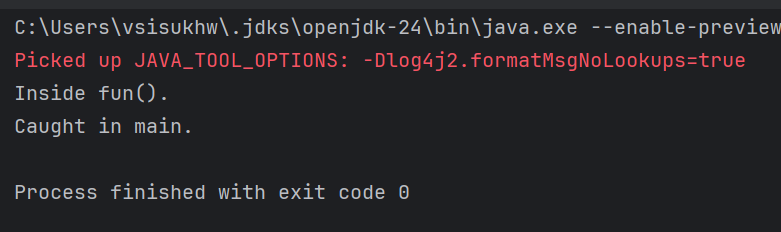 C:\Users\vsisukhw\.jdks\openjdk-24\bin\java.exe --enable-preview
Picked up JAVA_TOOL_OPTIONS: -Dlog4j2.formatMsgNoLookups=true
Inside fun().
Caught in main.
Process finished with exit code 0